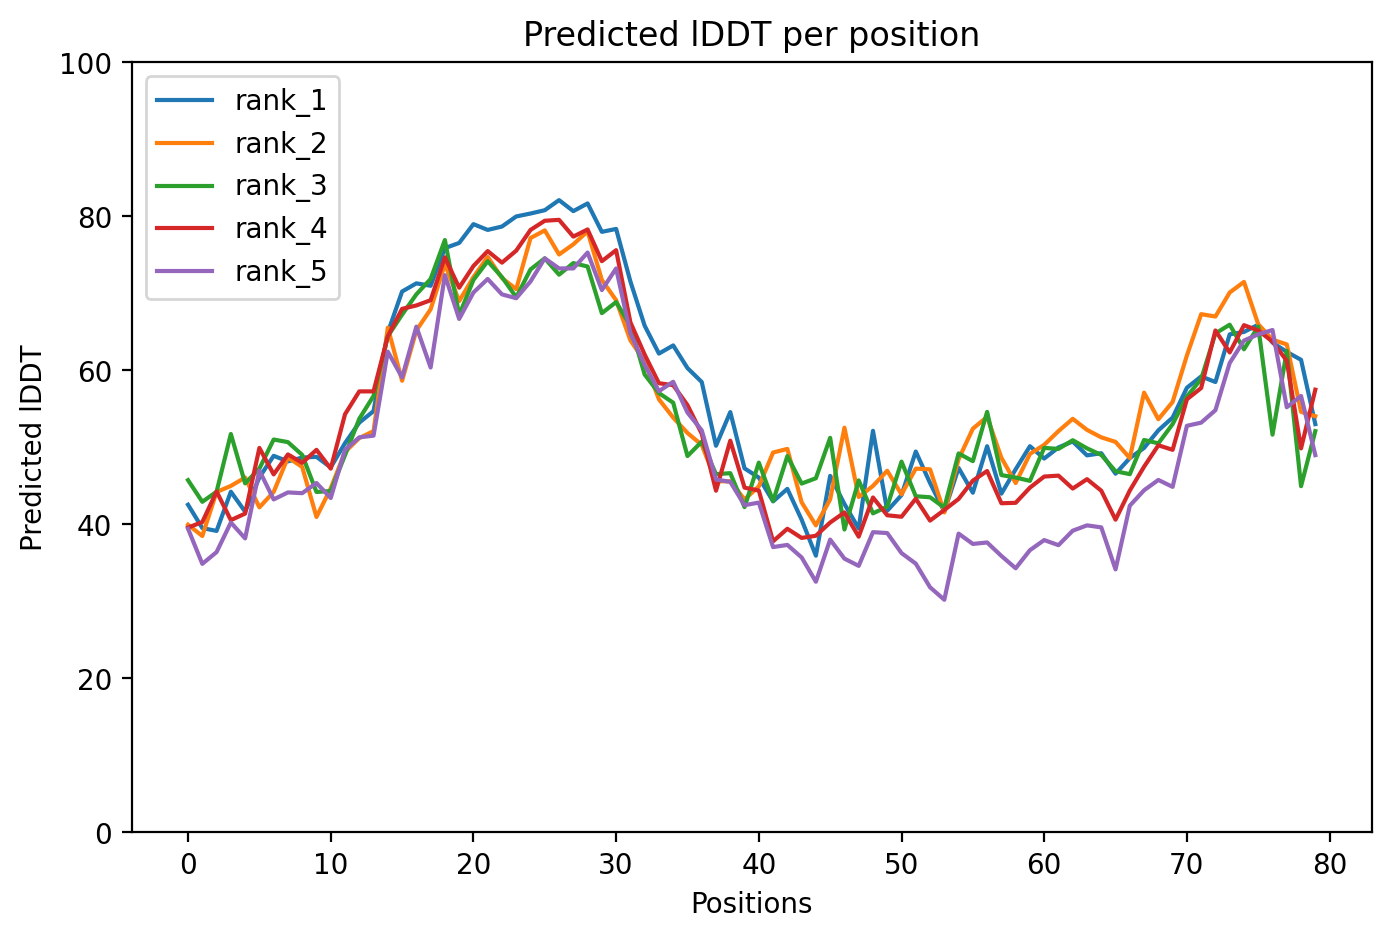 Predicted lDDT per position
100
80
60
40
20
0
Predicted lDDT
rank_1
rank_2
rank_3
rank_4
rank_5
0 10 20 30 40 50 60 70 80
Positions